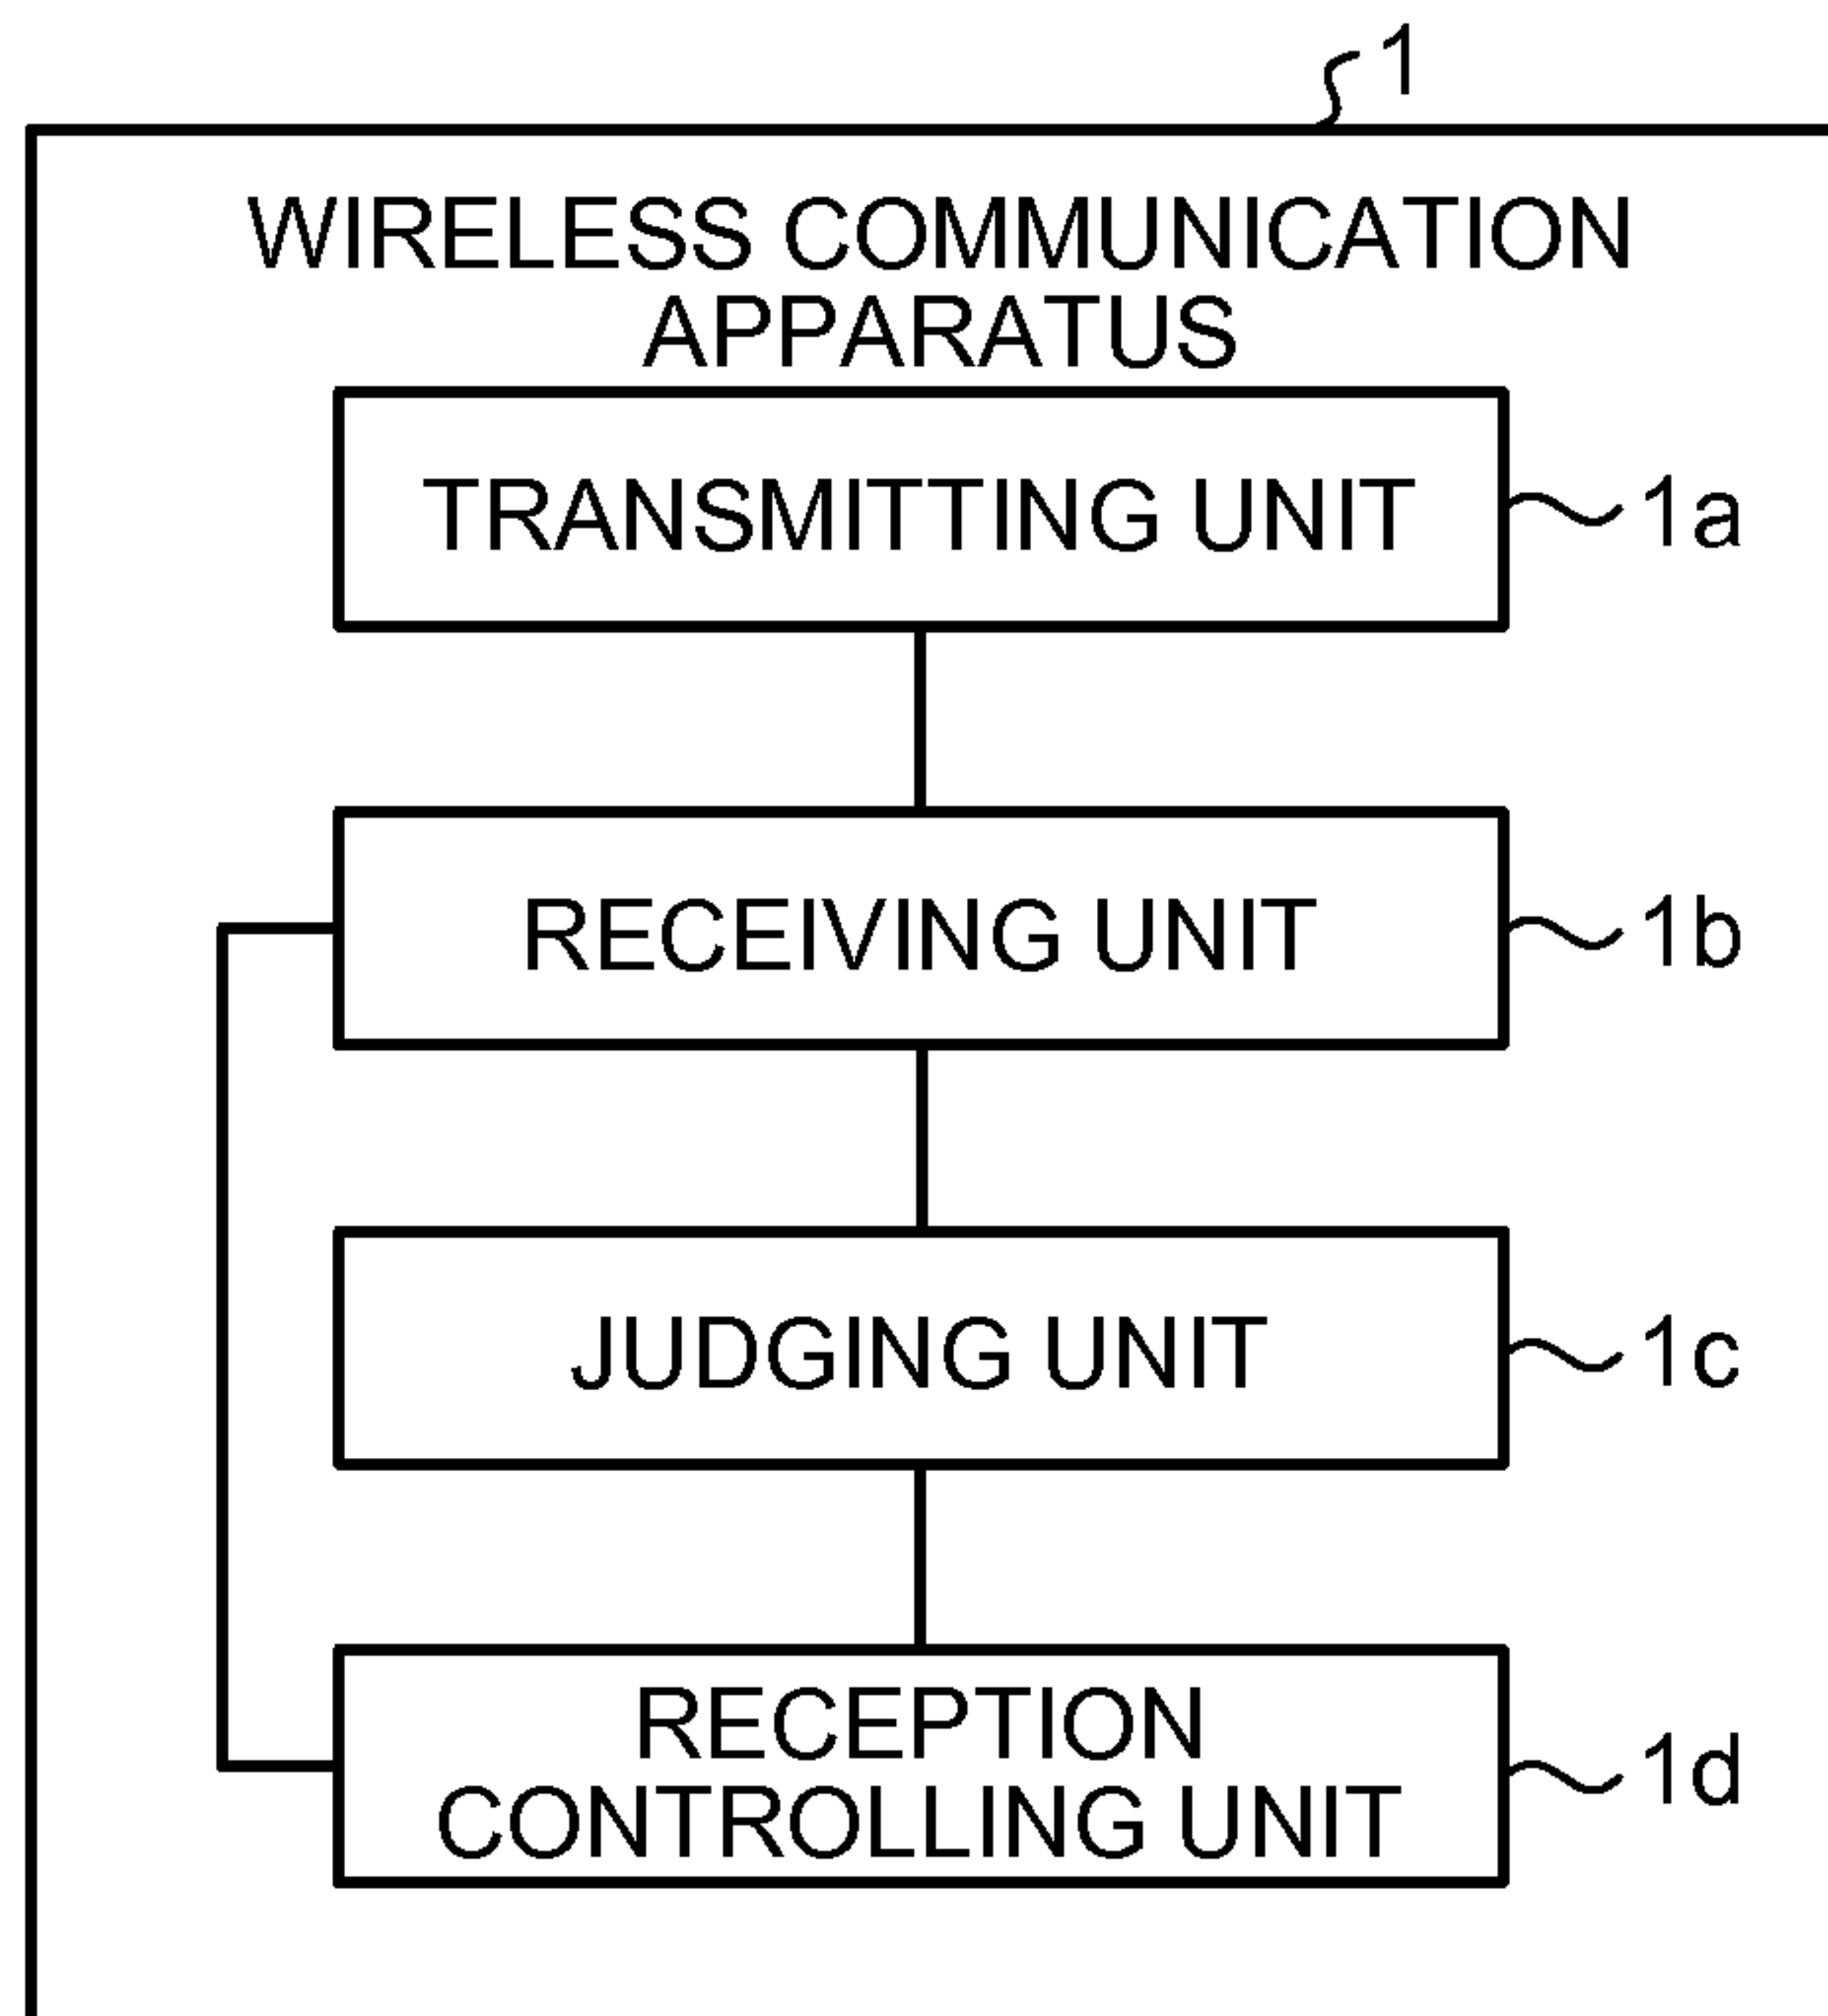 1
WIRELESS COMMUNICATION
APPARATUS
TRANSMITTING UNIT
1a
RECEIVING UNIT
1b
JUDGING UNIT
1c
RECEPTION
CONTROLLING UNIT
1d